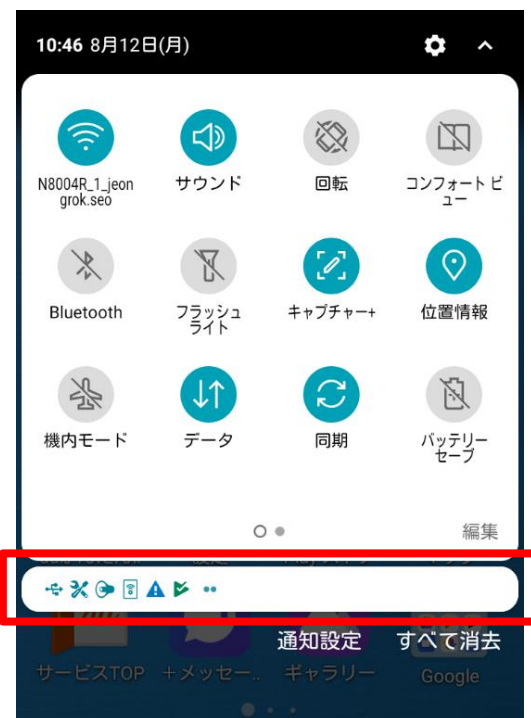 10:46 8月12日(月)
N8004R_1_jeon
grok.seo
サウンド
回転
コンフォート ビ
ュー
Bluetooth
フラッシュ
ライト
キャプチャー+
位置情報
機内モード
データ
同期
バッテリー
セーブ
編集
通知設定 すべて消去
サービスTOP +メッセー.. ギャラリー Google